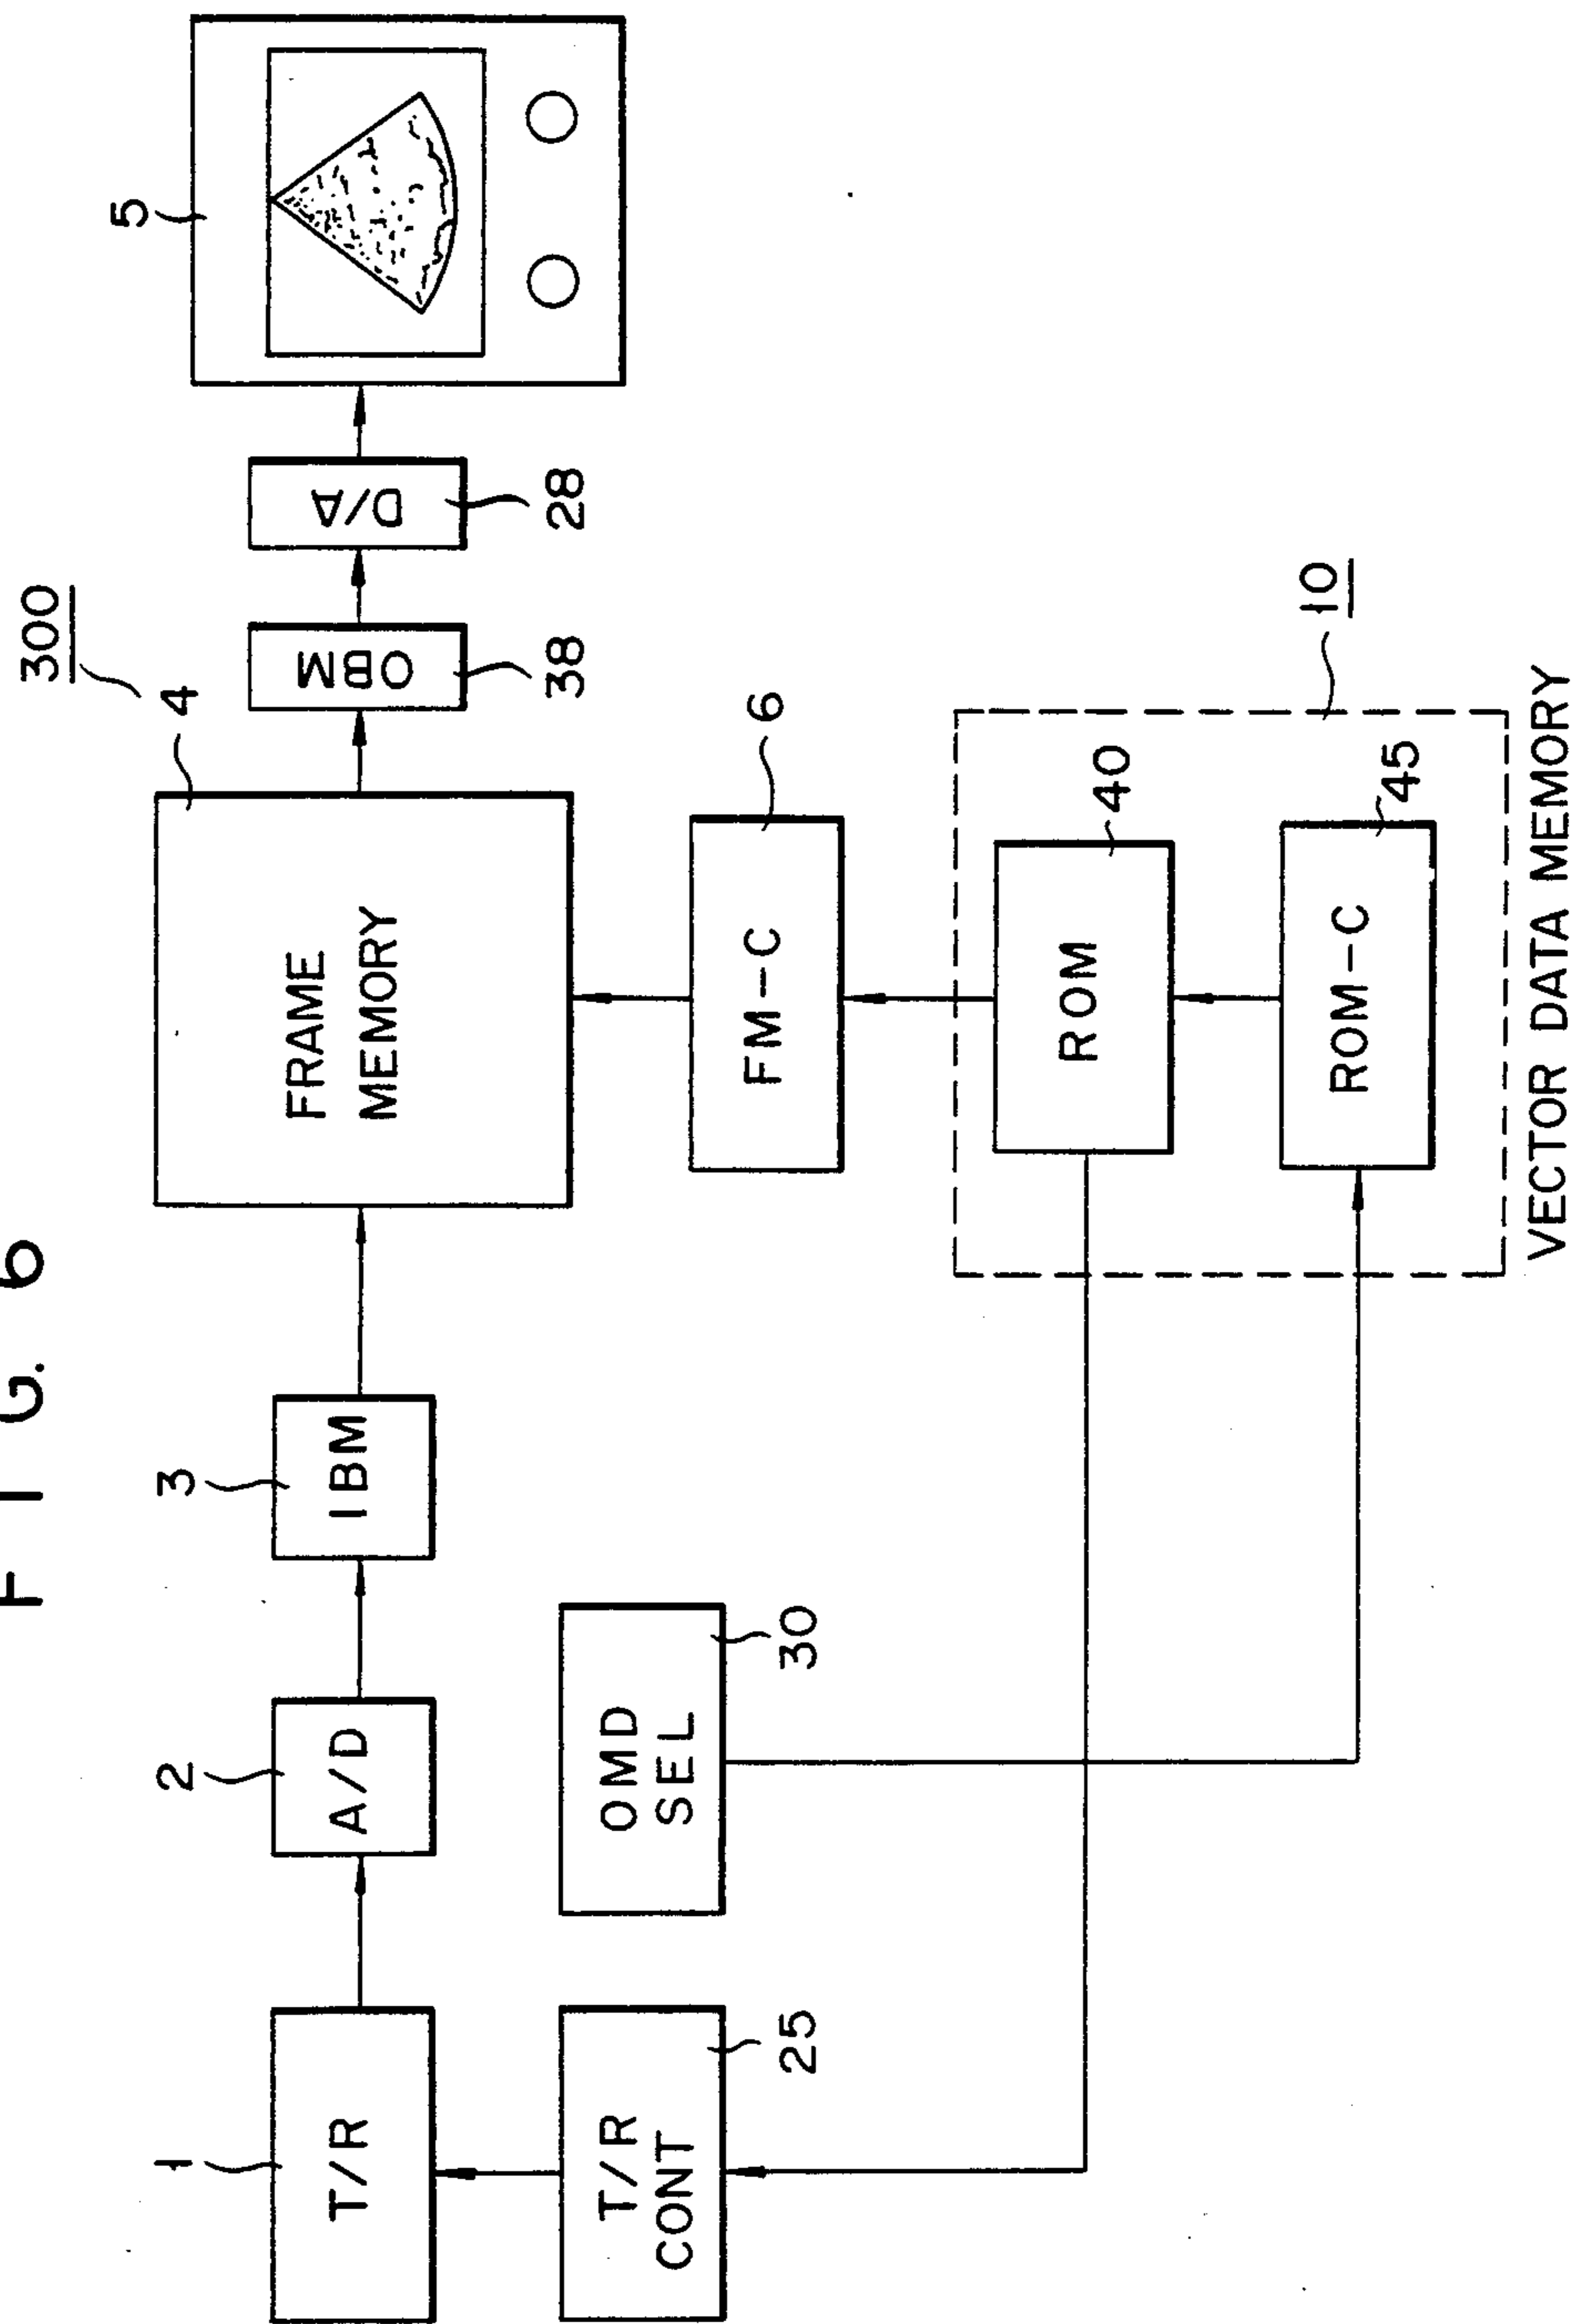 FIG. 6
300
1
T/R
2
A/D
3
IBM
4
FRAME
MEMORY
OBM
38
D/A
28
5
T/R
CONT
25
OMD
SEL
30
FM-C
6
10
ROM
40
ROM-C
45
VECTOR DATA MEMORY